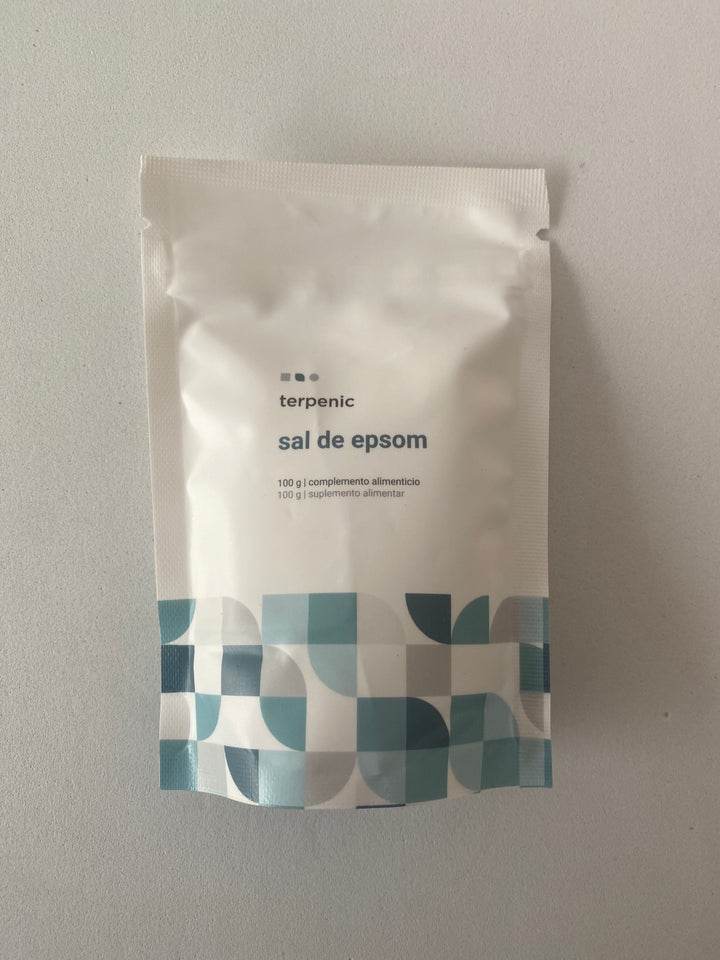 terpenic
sal de epsom
100 g | complemento alimenticio
100 g | suplemento alimentar